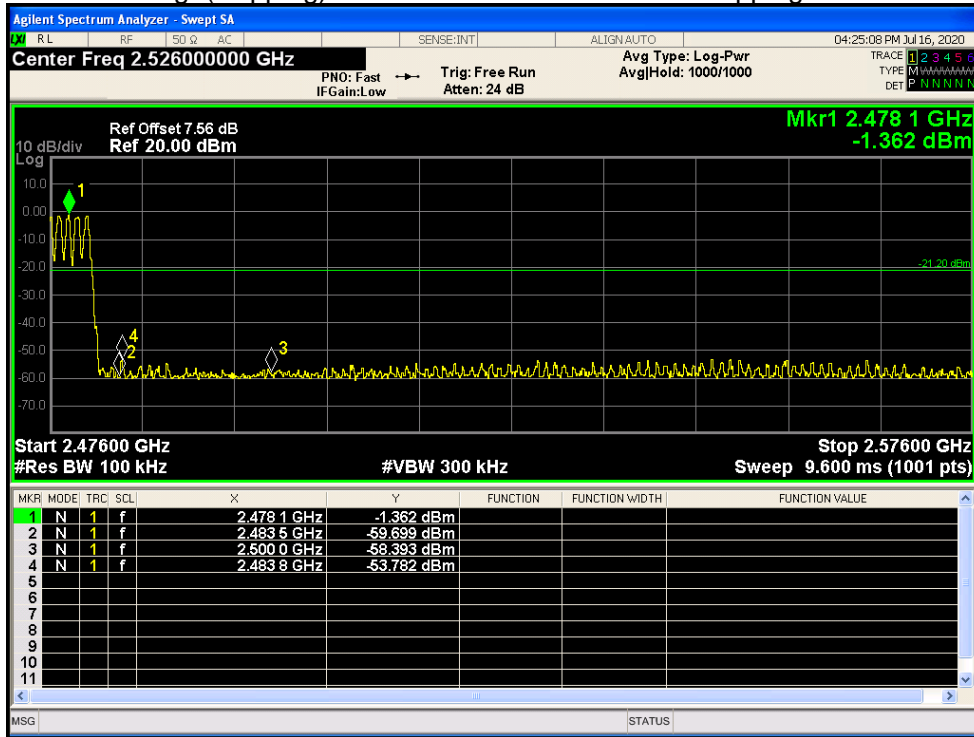 Agilent Spectrum Analyzer - Swept SA
LXI RL RF 50 Ω AC SENSE:INT ALIGN AUTO 04:25:08 PM Jul 16, 2020
Center Freq 2.526000000 GHz
PNO: Fast
IFGain:Low
Trig: Free Run
Atten: 24 dB
Avg Type: Log-Pwr
Avg|Hold: 1000/1000
TRACE 1 2 3 4 5 6
TYPE M
DET P N N N N N
Mkr1 2.478 1 GHz
-1.362 dBm
Ref Offset 7.56 dB
10 dB/div Ref 20.00 dBm
Log
10.0
0.00
-10.0
-20.0
-30.0
-40.0
-50.0
-60.0
-70.0
1
4
2
3
-21.20 dBm
Start 2.47600 GHz Stop 2.57600 GHz
#Res BW 100 kHz #VBW 300 kHz Sweep 9.600 ms (1001 pts)
MKR MODE TRC SCL X Y FUNCTION FUNCTION WIDTH FUNCTION VALUE
1 N 1 f 2.478 1 GHz -1.362 dBm
2 N 1 f 2.483 5 GHz -59.699 dBm
3 N 1 f 2.500 0 GHz -58.393 dBm
4 N 1 f 2.483 8 GHz -53.782 dBm
5
6
7
8
9
10
11
MSG STATUS